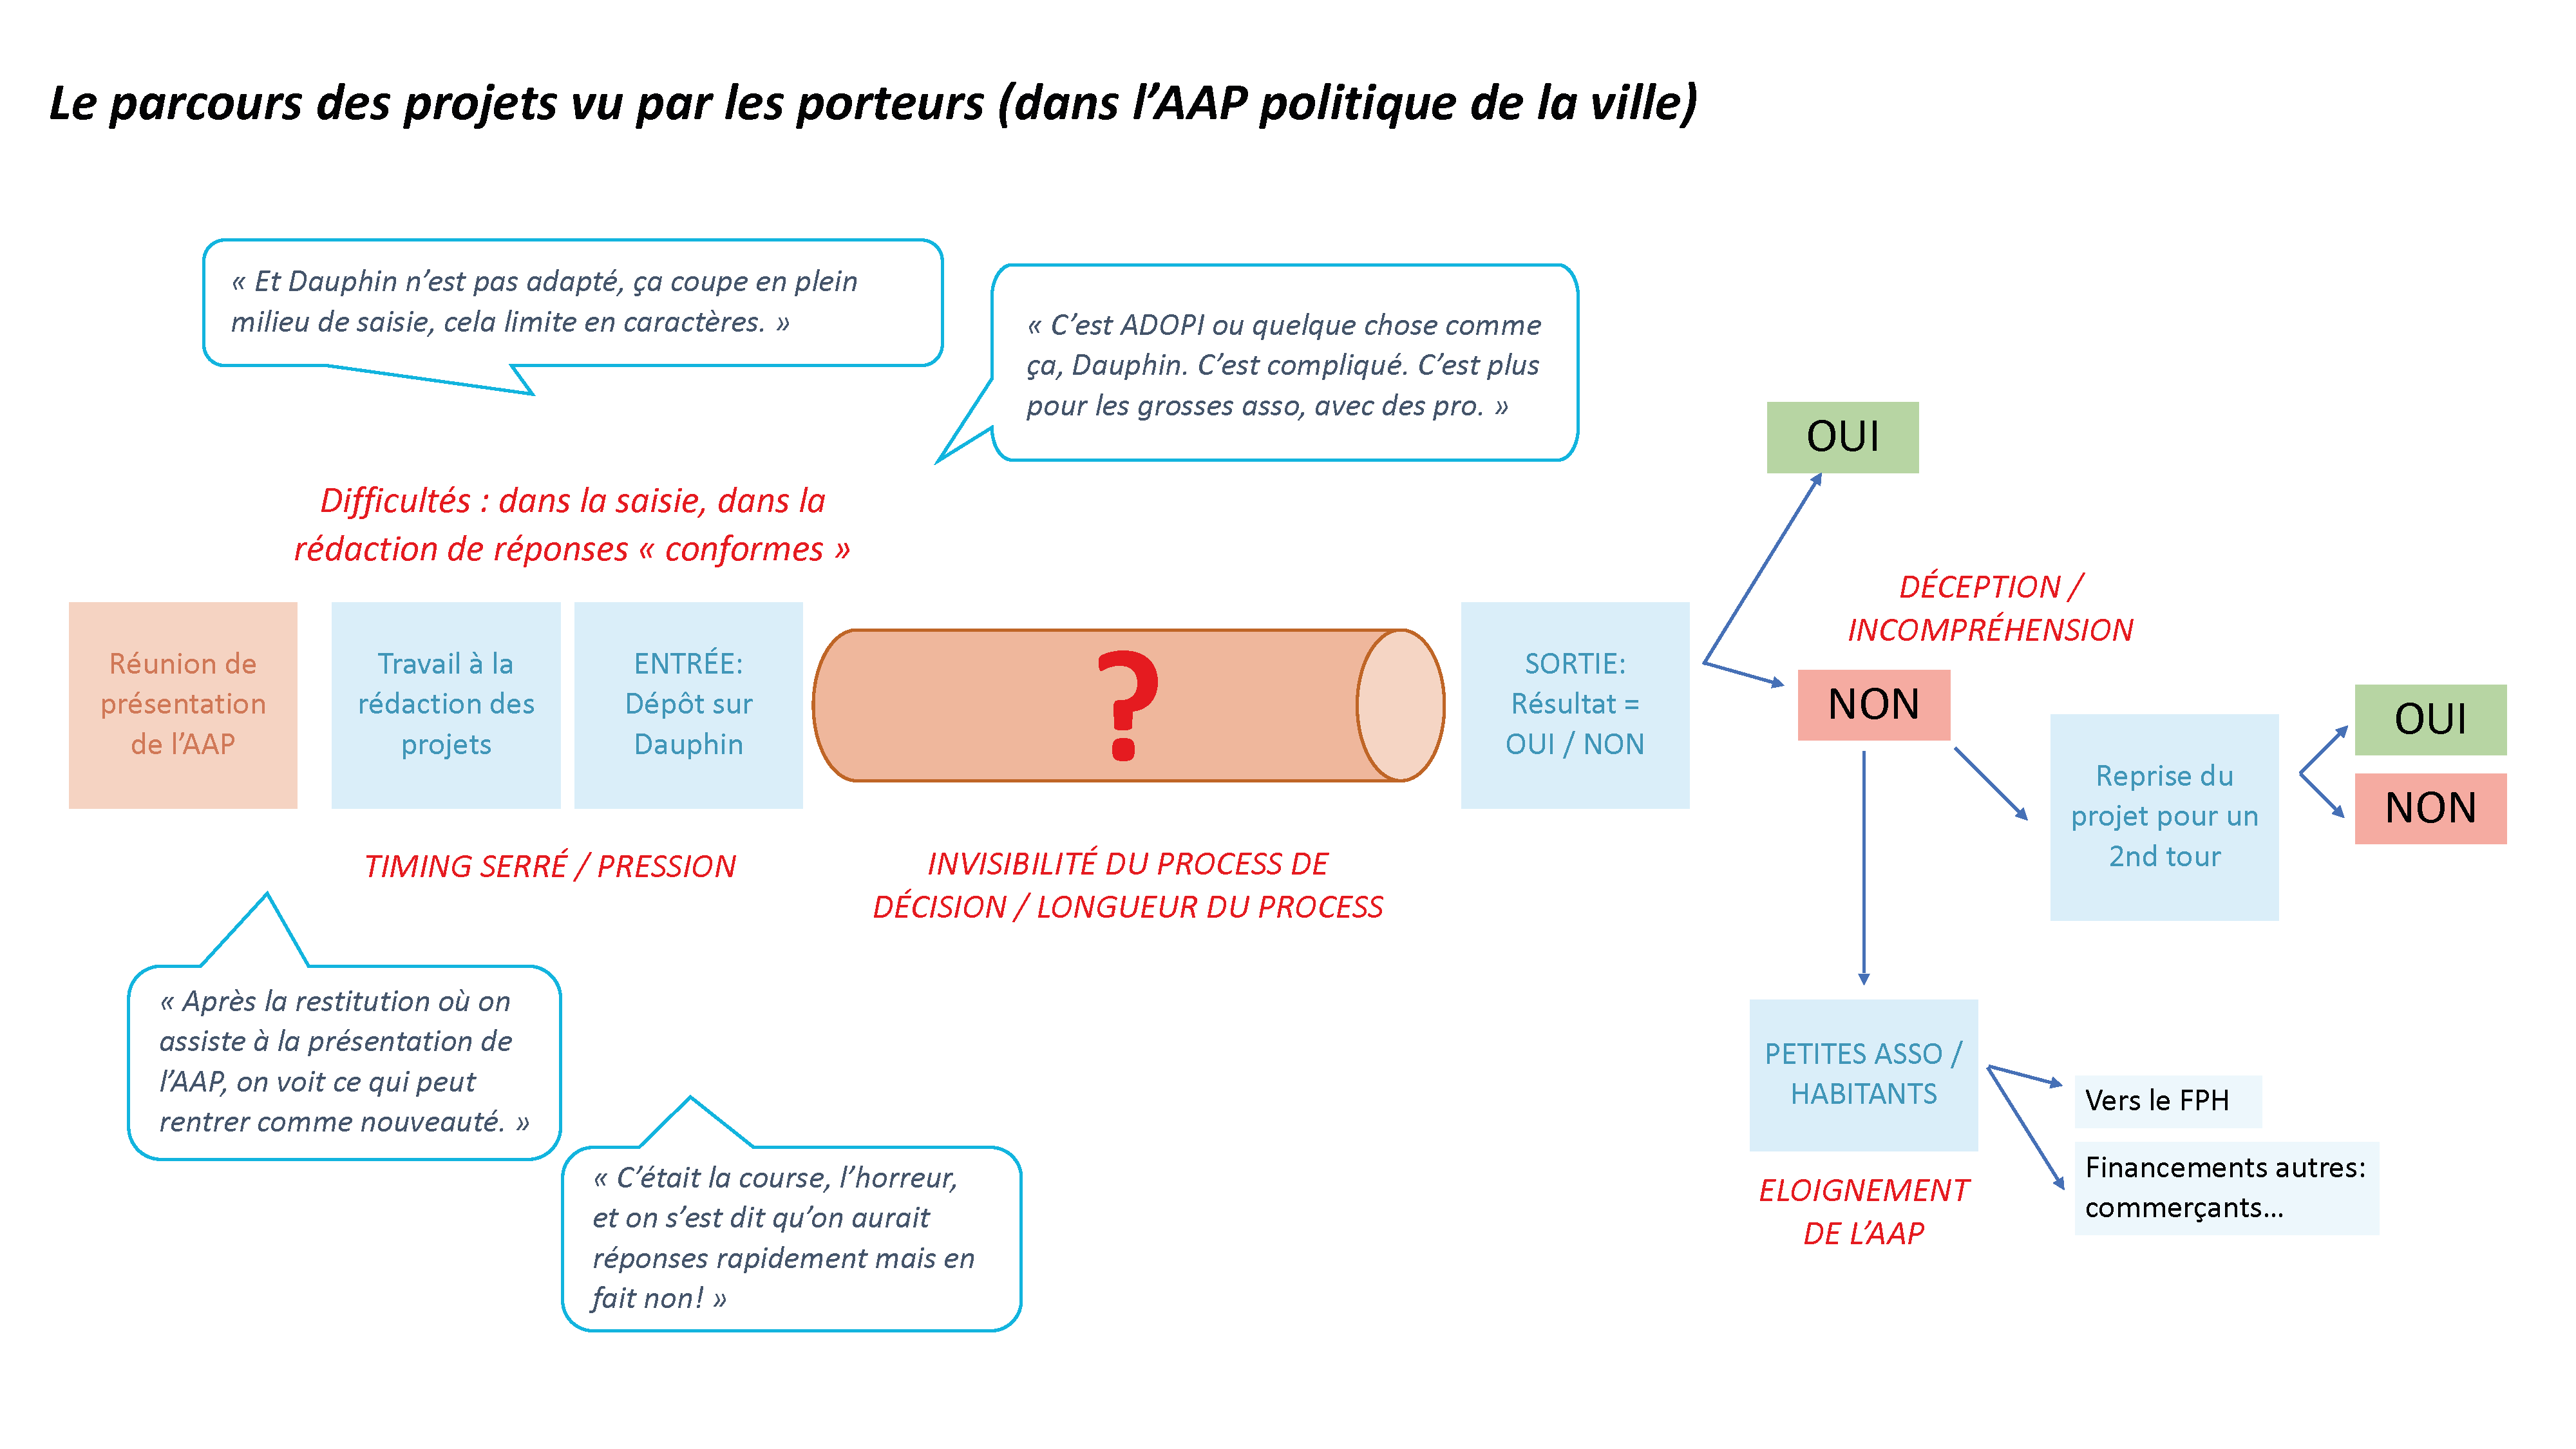 Le parcours des projets vu par les porteurs (dans l’AAP politique de la ville)
« Et Dauphin n’est pas adapté, ça coupe en plein
milieu de saisie, cela limite en caractères. »
« C’est ADOPI ou quelque chose comme
ça, Dauphin. C’est compliqué. C’est plus
pour les grosses asso, avec des pro. »
Difficultés : dans la saisie, dans la
rédaction de réponses « conformes »
Réunion de
présentation
de l’AAP
Travail à la
rédaction des
projets
ENTRÉE:
Dépôt sur
Dauphin
?
SORTIE:
Résultat =
OUI / NON
OUI
DÉCEPTION /
INCOMPRÉHENSION
NON
Reprise du
projet pour un
2nd tour
OUI
NON
TIMING SERRÉ / PRESSION
INVISIBILITÉ DU PROCESS DE
DÉCISION / LONGUEUR DU PROCESS
« Après la restitution où on
assiste à la présentation de
l’AAP, on voit ce qui peut
rentrer comme nouveauté. »
« C’était la course, l’horreur,
et on s’est dit qu’on aurait
réponses rapidement mais en
fait non! »
PETITES ASSO /
HABITANTS
ELOIGNEMENT
DE L’AAP
Vers le FPH
Financements autres:
commerçants…